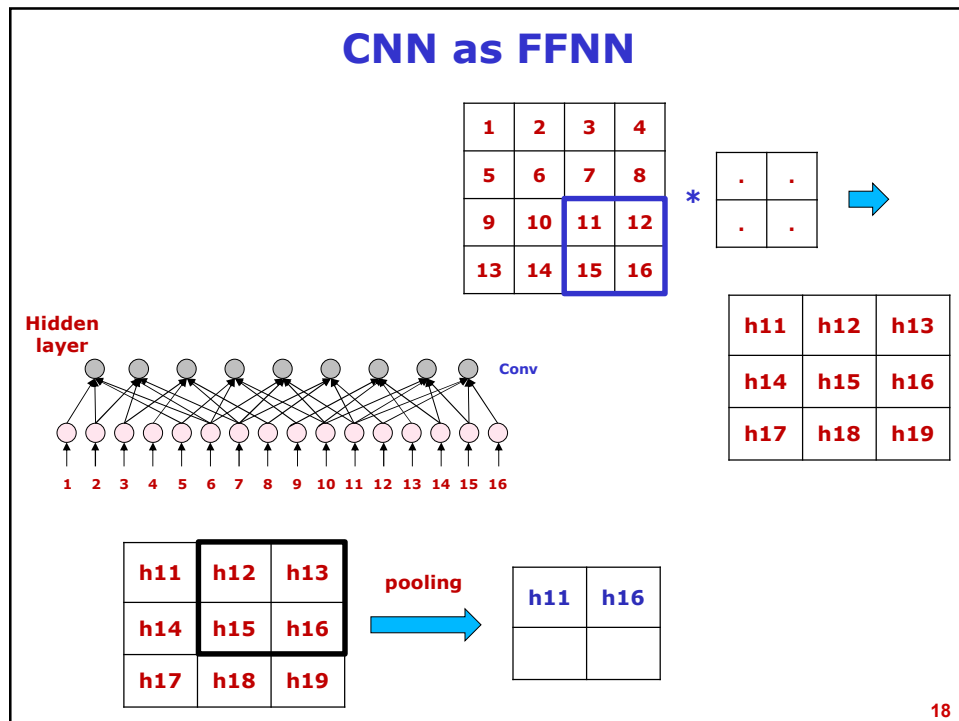 CNN as FFNN
1 2 3 4
5 6 7 8
9 10 11 12
13 14 15 16
*
. .
. .
h11 h12 h13
h14 h15 h16
h17 h18 h19
Hidden
layer
Conv
1 2 3 4 5 6 7 8 9 10 11 12 13 14 15 16
h11 h12 h13
h14 h15 h16
h17 h18 h19
pooling
h11 h16
18